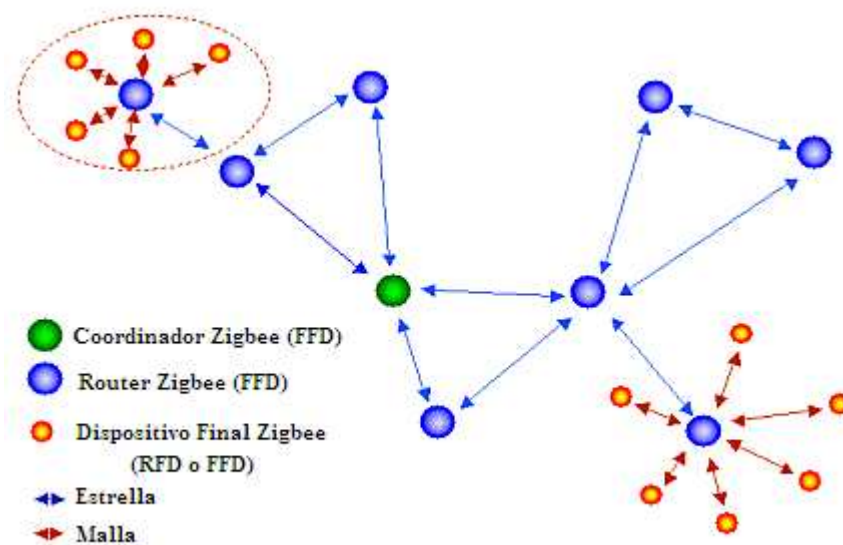 Coordinador Zigbee (FFD)
Router Zigbee (FFD)
Dispositivo Final Zigbee
(RFD o FFD)
Estrella
Malla